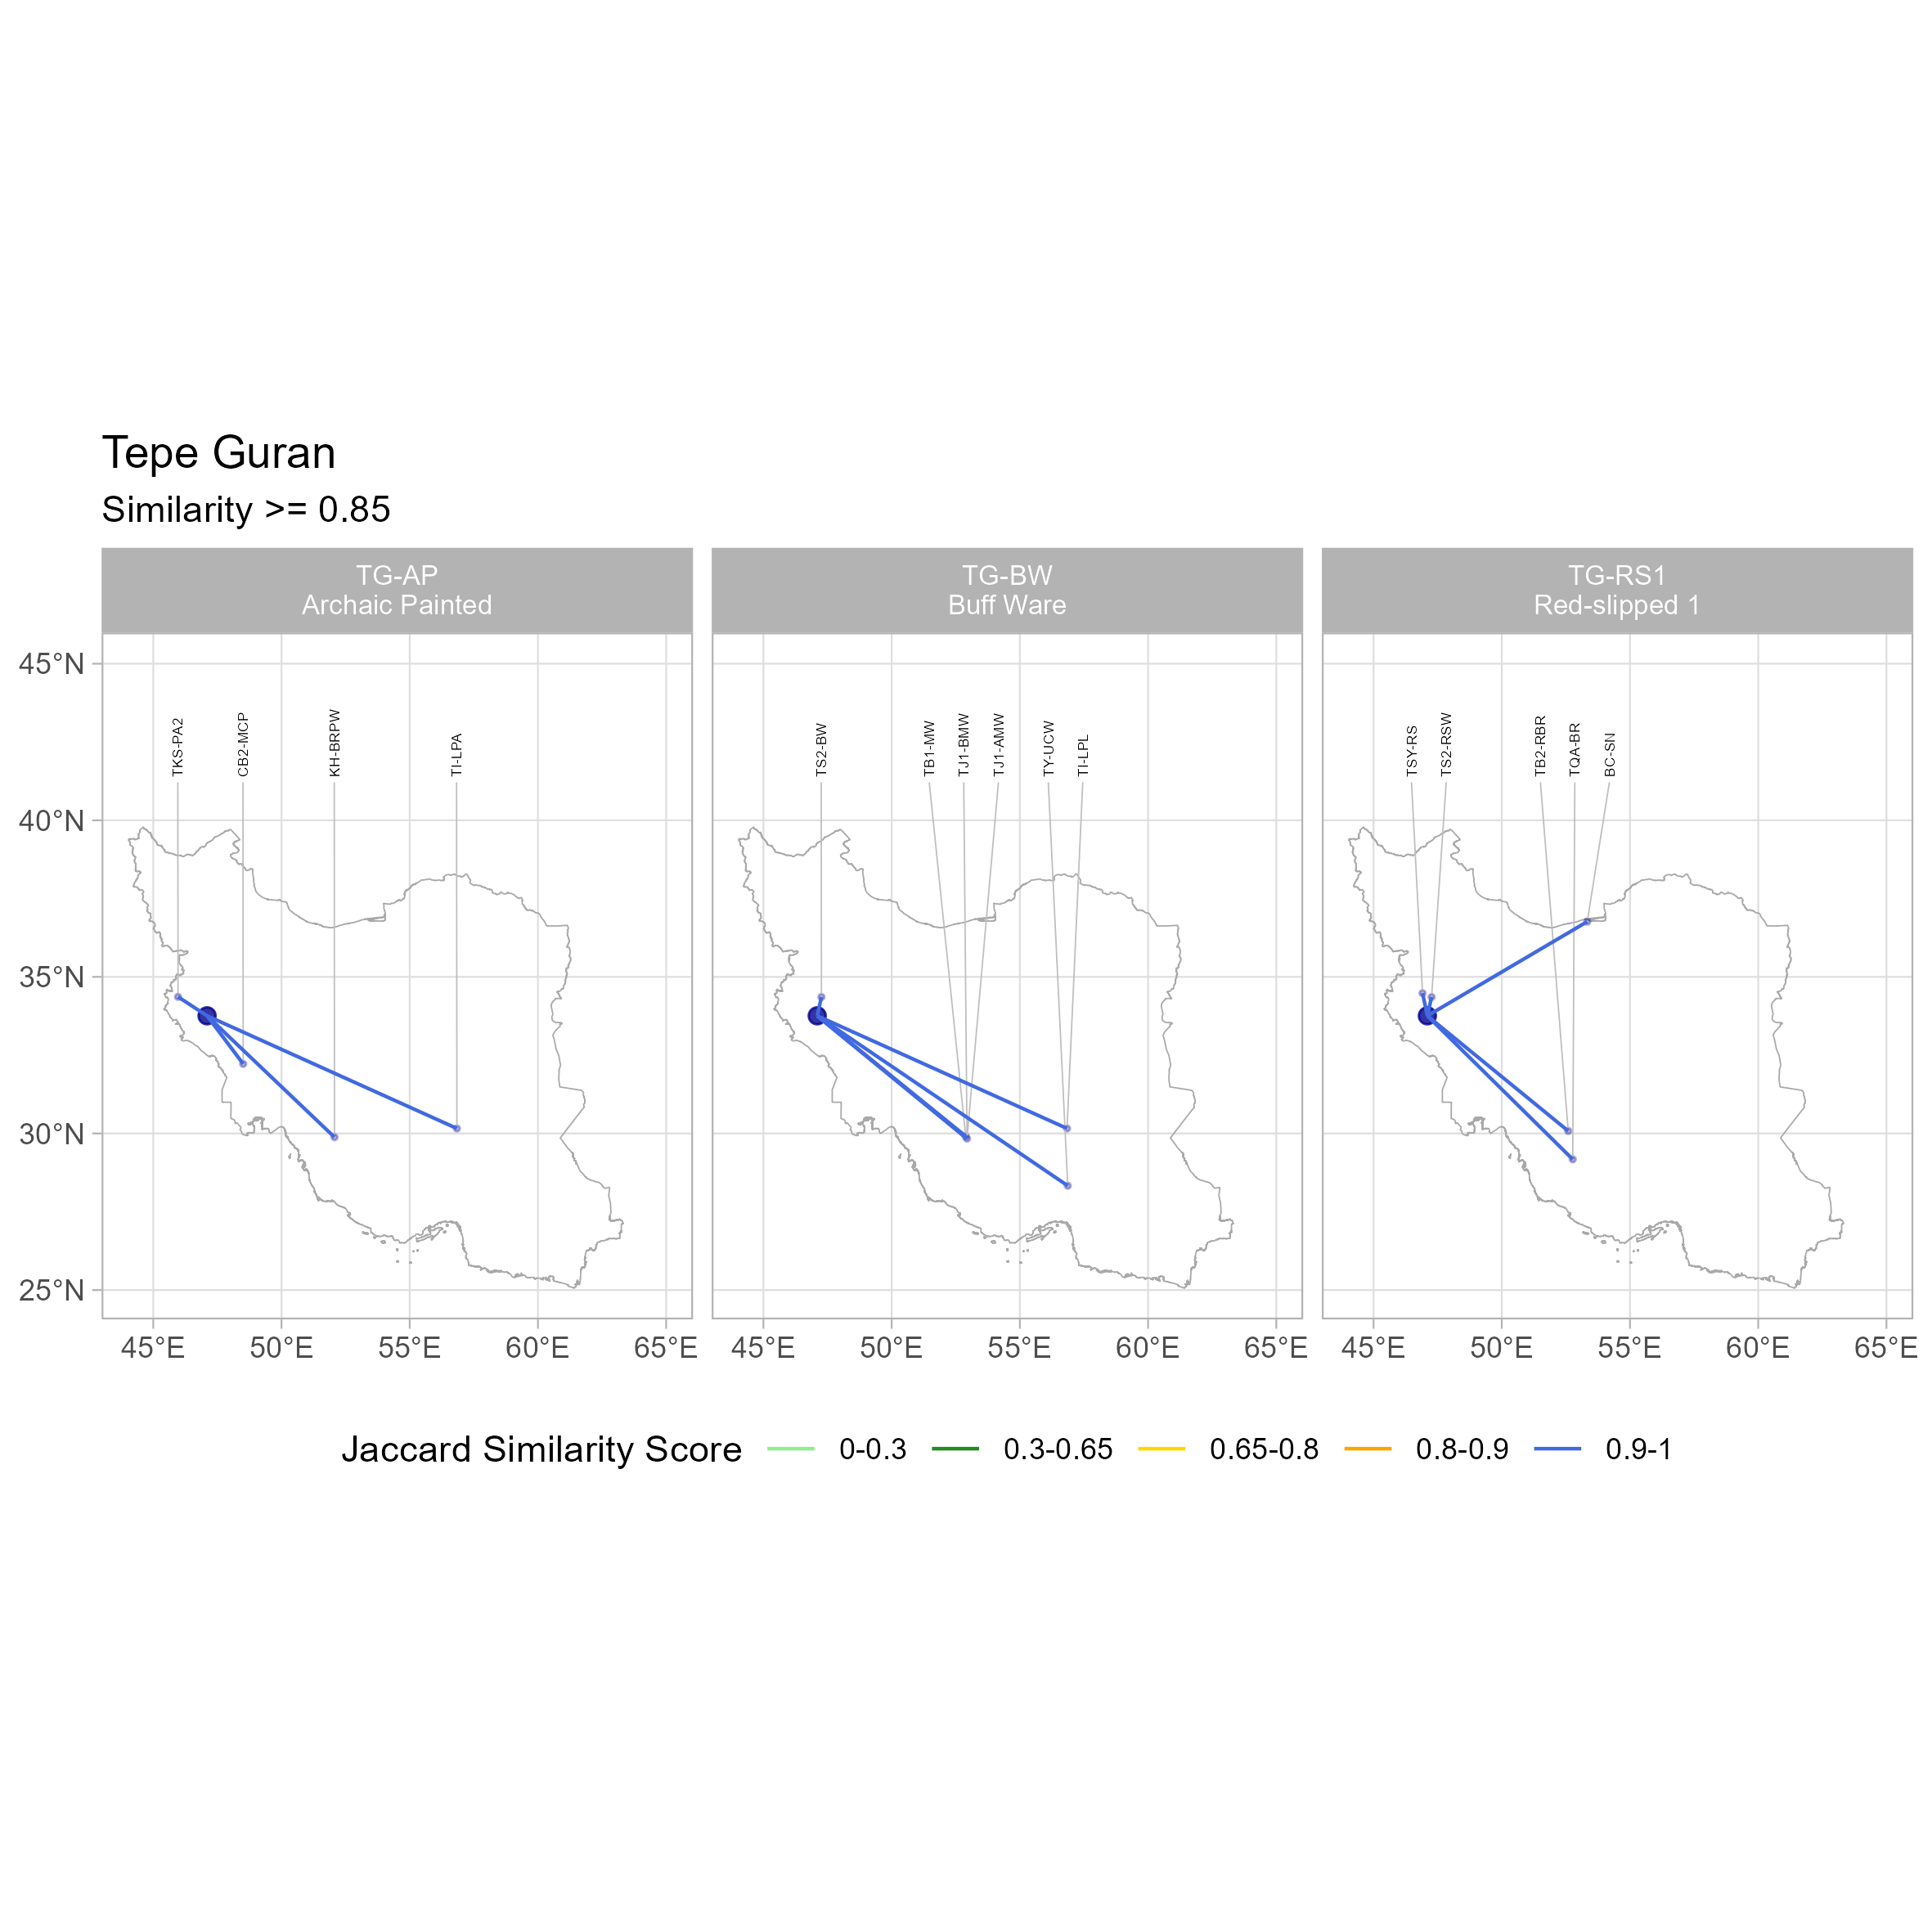 Tepe Guran
Similarity >= 0.85
TG-AP
Archaic Painted
TG-BW
Buff Ware
TG-RS1
Red-slipped 1
45°N
40°N
35°N
30°N
25°N
TKS-PA2
CB2-MCP
KH-BRPW
TI-LPA
TS2-BW
TB1-MW
TJ1-BMW
TJ1-AMW
TY-UCW
TI-LPL
TSY-RS
TS2-RSW
TB2-RBR
TQA-BR
BC-SN
45°E 50°E 55°E 60°E 65°E 45°E 50°E 55°E 60°E 65°E 45°E 50°E 55°E 60°E 65°E
Jaccard Similarity Score 0-0.3 0.3-0.65 0.65-0.8 0.8-0.9 0.9-1